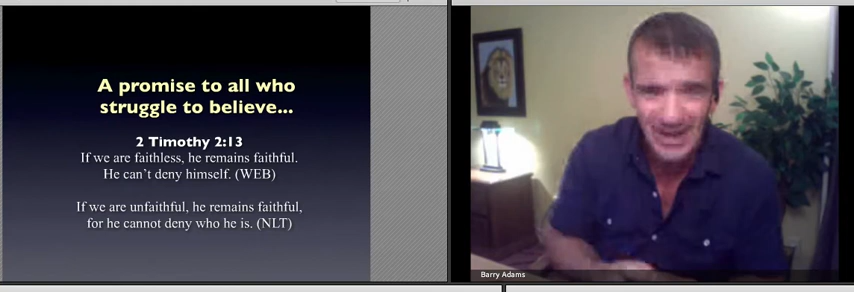 A promise to all who
struggle to believe...
2 Timothy 2:13
If we are faithless, he remains faithful.
He can't deny himself. (WEB)
If we are unfaithful, he remains faithful,
for he cannot deny who he is. (NLT)
Barry Adams